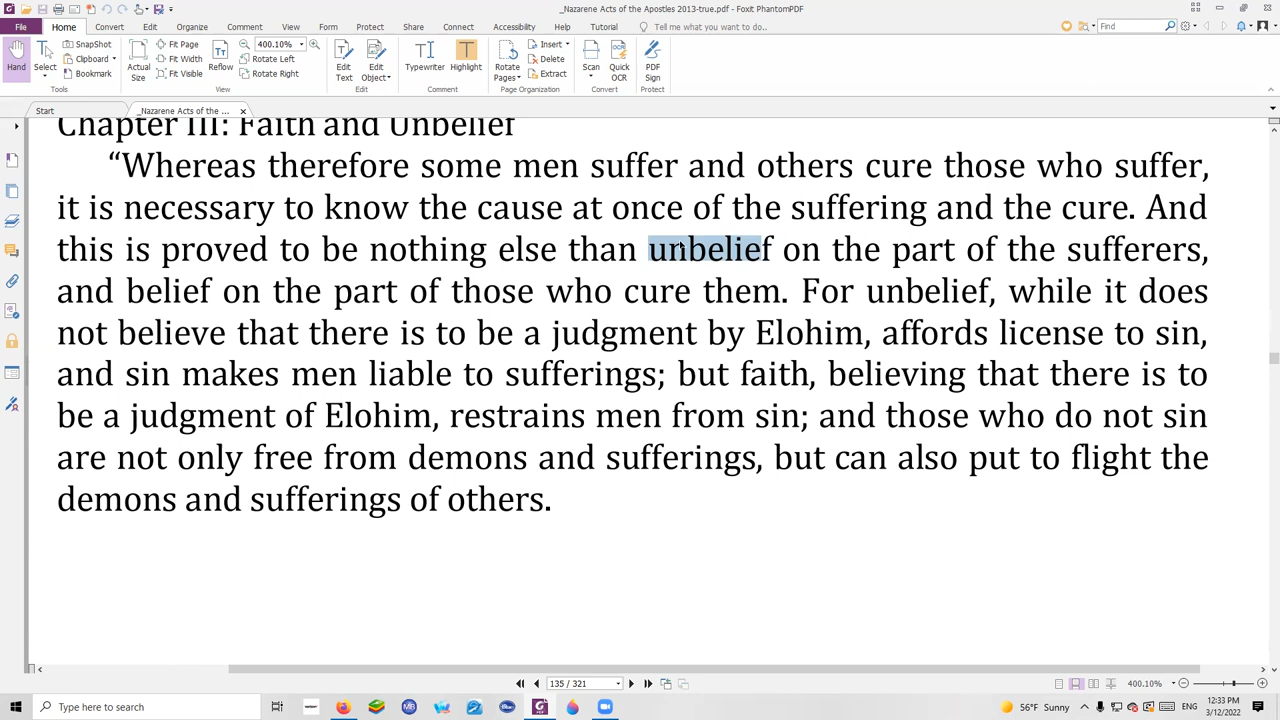 _Nazarene Acts of the Apostles 2013-true.pdf - Foxit PhantomPDF
File Home Convert Edit Organize Comment View Form Protect Share Connect Accessibility Help Tutorial Tell me what you want to do.. Find
Hand Select SnapShot Clipboard Bookmark Tools
Actual Size Fit Page Fit Width Fit Visible Reflow 400.10% Rotate Left Rotate Right View
Edit Text Edit Object Edit
Typewriter Highlight Comment
Rotate Pages Insert Delete Extract Page Organization
Scan Quick OCR Convert
PDF Sign Protect
Start _Nazarene Acts of the ...
Chapter III: Faith and Unbelief
“Whereas therefore some men suffer and others cure those who suffer,
it is necessary to know the cause at once of the suffering and the cure. And
this is proved to be nothing else than unbelief on the part of the sufferers,
and belief on the part of those who cure them. For unbelief, while it does
not believe that there is to be a judgment by Elohim, affords license to sin,
and sin makes men liable to sufferings; but faith, believing that there is to
be a judgment of Elohim, restrains men from sin; and those who do not sin
are not only free from demons and sufferings, but can also put to flight the
demons and sufferings of others.
135 / 321 400.10%
Type here to search 56°F Sunny ENG 12:33 PM
3/12/2022